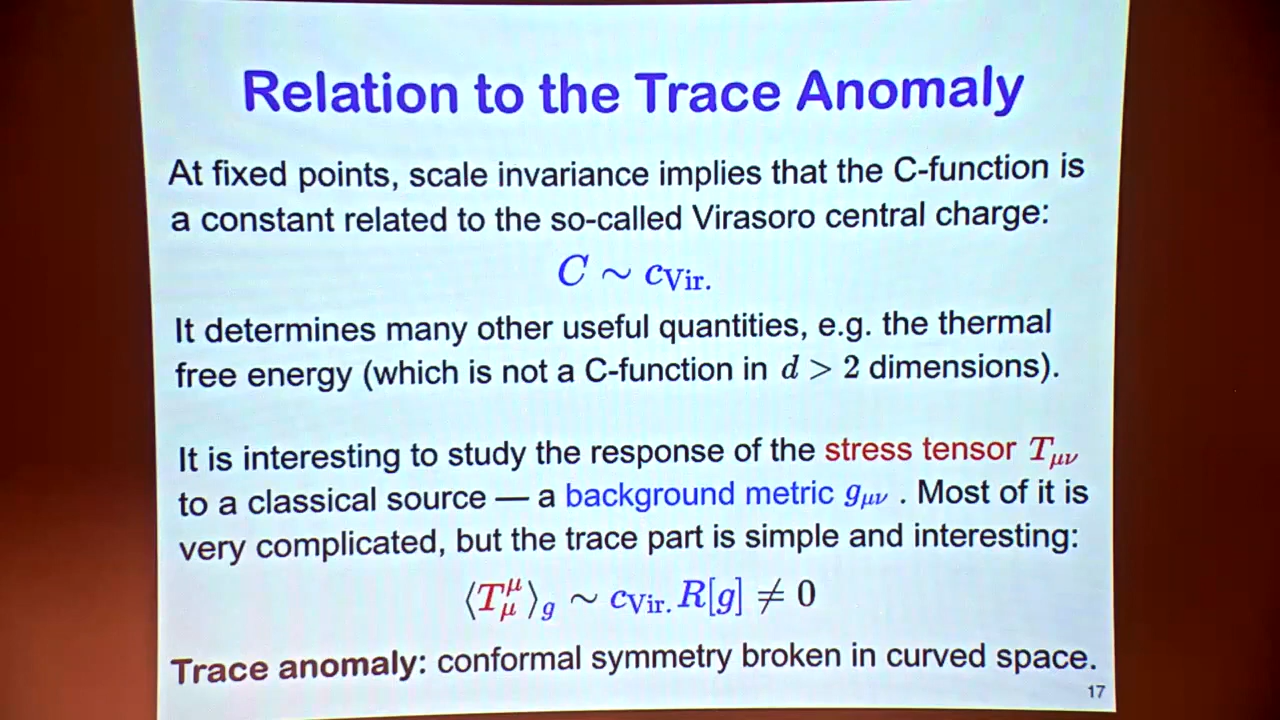 Relation to the Trace Anomaly
At fixed points, scale invariance implies that the C-function is
a constant related to the so-called Virasoro central charge:
C ∼ c_Vir.
It determines many other useful quantities, e.g. the thermal
free energy (which is not a C-function in d > 2 dimensions).
It is interesting to study the response of the stress tensor T_μν
to a classical source — a background metric g_μν . Most of it is
very complicated, but the trace part is simple and interesting:
⟨T^μ_μ⟩_g ∼ c_Vir. R[g] ≠ 0
Trace anomaly: conformal symmetry broken in curved space.
17